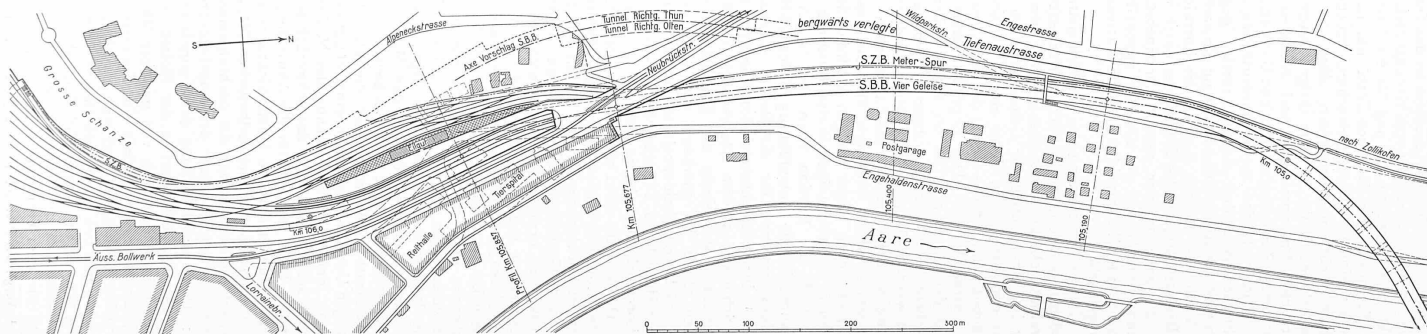 S N
Grosse Schanze
S.Z.B.
Alpeneckstrasse
Axe Vorschlag S.B.B.
Tunnel Richtg. Thun
Tunnel Richtg. Olten
Neubrückstr.
bergwärts verlegte
Tiefenaustrasse
Wildparkstr.
Engestrasse
S.Z.B. Meter-Spur
S.B.B. Vier Geleise
nach Zollikofen
Km 105,0
Eilgut
Tierspital
Reithalle
Km 106,0
Profil Km 105,857
Km 105,677
Postgarage
Engehaldenstrasse
105,400
105,190
Aare
Äuss. Bollwerk
Lorrainebr.
0 50 100 200 300 m